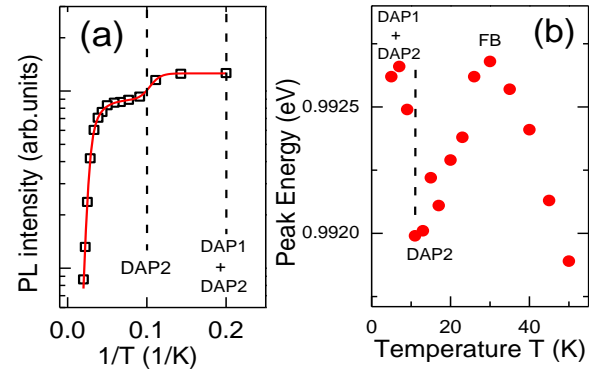 (a)
PL intensity (arb.units)
DAP2
DAP1
+
DAP2
0.0
0.1
0.2
1/T (1/K)
(b)
DAP1
+
DAP2
FB
0.9925
0.9920
Peak Energy (eV)
DAP2
0
20
40
Temperature T (K)